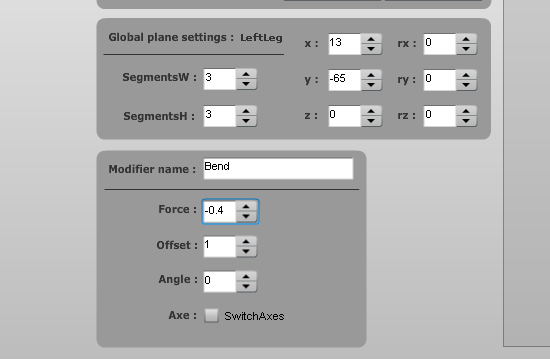 Global plane settings : LeftLeg
x : 13 rx : 0
SegmentsW : 3 y : -65 ry : 0
SegmentsH : 3 z : 0 rz : 0
Modifier name : Bend
Force : -0.4
Offset : 1
Angle : 0
Axe : SwitchAxes